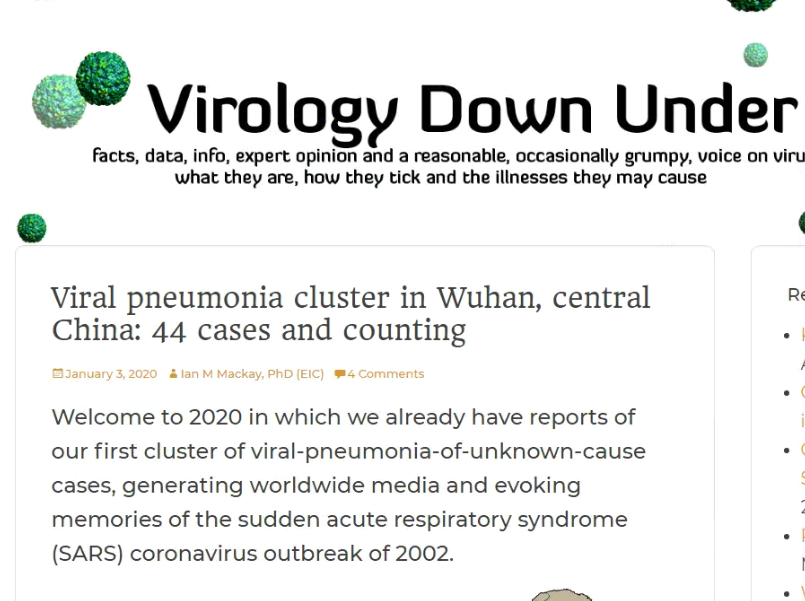 Virology Down Under
facts, data, info, expert opinion and a reasonable, occasionally grumpy, voice on
what they are, how they tick and the illnesses they may cause
Viral pneumonia cluster in Wuhan, central
China: 44 cases and counting
January 3, 2020 Ian M Mackay, PhD (EIC) 4 Comments
Welcome to 2020 in which we already have reports of
our first cluster of viral-pneumonia-of-unknown-cause
cases, generating worldwide media and evoking
memories of the sudden acute respiratory syndrome
(SARS) coronavirus outbreak of 2002.